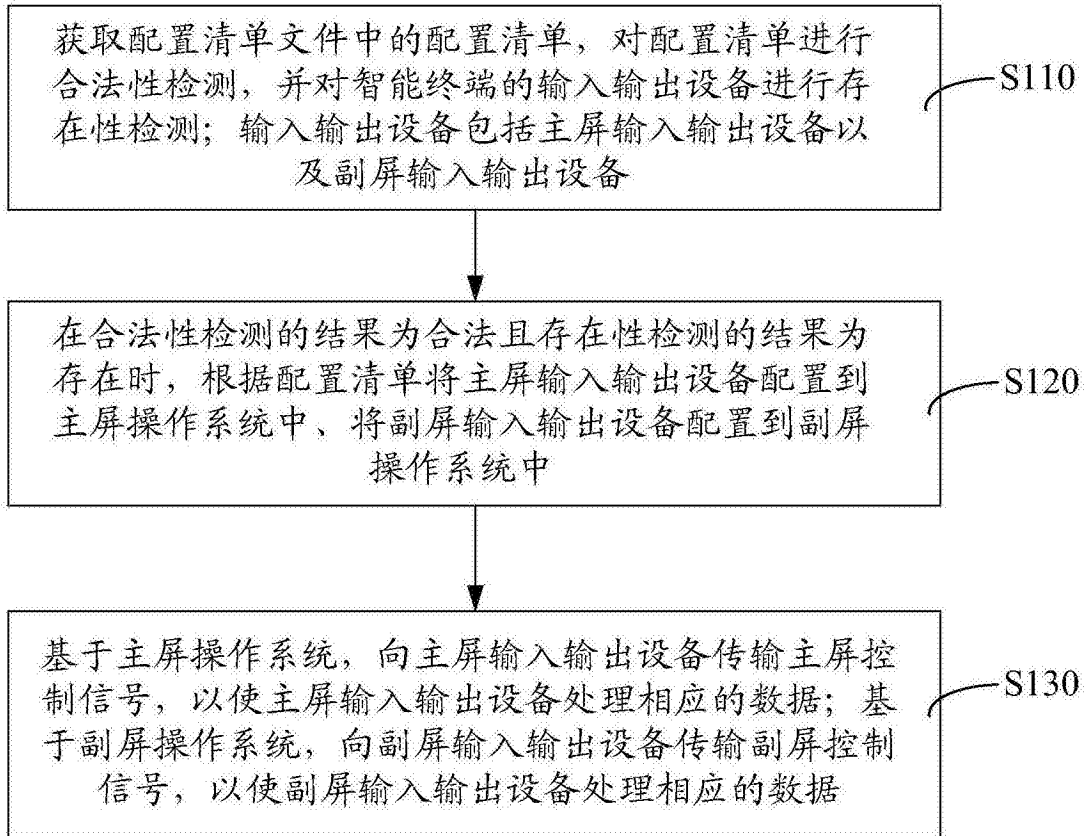 获取配置清单文件中的配置清单，对配置清单进行
合法性检测，并对智能终端的输入输出设备进行存
在性检测；输入输出设备包括主屏输入输出设备以
及副屏输入输出设备
S110
在合法性检测的结果为合法且存在性检测的结果为
存在时，根据配置清单将主屏输入输出设备配置到
主屏操作系统中、将副屏输入输出设备配置到副屏
操作系统中
S120
基于主屏操作系统，向主屏输入输出设备传输主屏控
制信号，以使主屏输入输出设备处理相应的数据；基
于副屏操作系统，向副屏输入输出设备传输副屏控制
信号，以使副屏输入输出设备处理相应的数据
S130